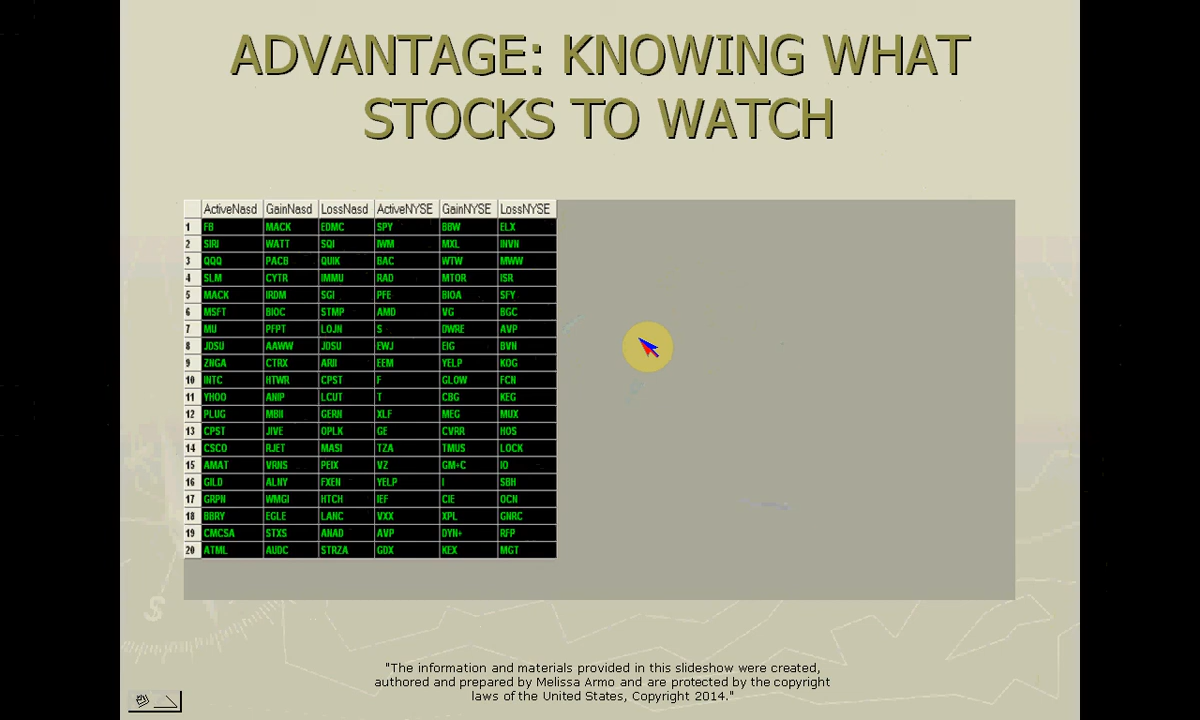 ADVANTAGE: KNOWING WHAT
STOCKS TO WATCH
ActiveNasd GainNasd LossNasd ActiveNYSE GainNYSE LossNYSE
1 FB MACK EDMC SPY BBW ELX
2 SIRI WATT SQI IWM MXL INVN
3 QQQ PACB QUIK BAC WTW MWW
4 SLM CYTR IMMU RAD MTOR ISR
5 MACK IRDM SGI PFE BIOA SFY
6 MSFT BIOC STMP AMD VG BGC
7 MU PFPT LOJN S DWRE AVP
8 JDSU AAWW JDSU EWJ EIG BVN
9 ZNGA CTRX ARII EEM YELP KOG
10 INTC HTWR CPST F GLOW FCN
11 YHOO ANIP LCUT T CBG KEG
12 PLUG MBII GERN XLF MEG MUX
13 CPST JIVE OPLK GE CVRR HOS
14 CSCO RJET MASI TZA TMUS LOCK
15 AMAT VRNS PEIX VZ GM+C IO
16 GILD ALNY FXEN YELP I SBH
17 GRPN WMGI HTCH IEF CIE OCN
18 BBRY EGLE LANC VXX XPL GNRC
19 CMCSA STXS ANAD AVP DYN+ RFP
20 ATML AUDC STRZA GDX KEX MGT
S
"The information and materials provided in this slideshow were created,
authored and prepared by Melissa Armo and are protected by the copyright
laws of the United States, Copyright 2014."